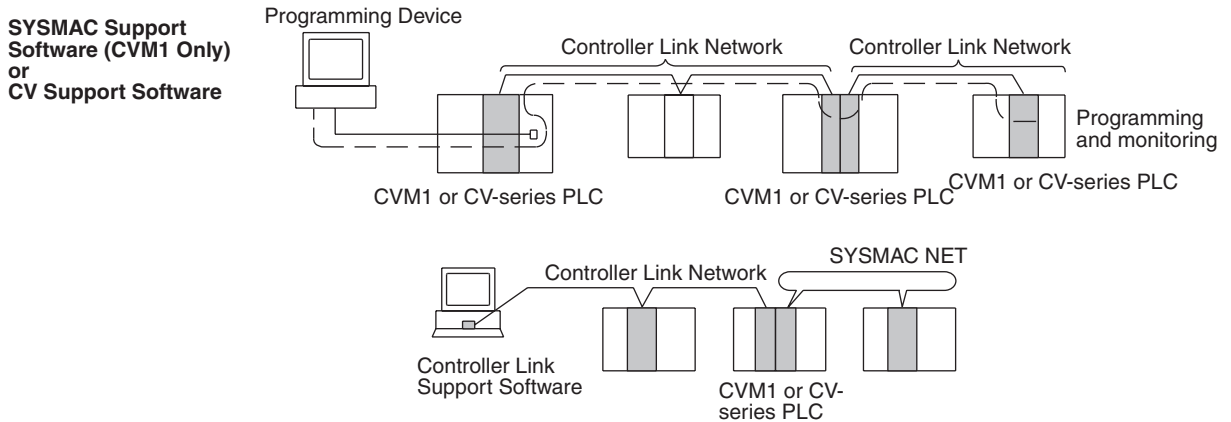 SYSMAC Support
Software (CVM1 Only)
or
CV Support Software
Programming Device
Controller Link Network
Controller Link Network
Programming
and monitoring
CVM1 or CV-series PLC
CVM1 or CV-series PLC
CVM1 or CV-series PLC
SYSMAC NET
Controller Link Network
Controller Link
Support Software
CVM1 or CV-
series PLC